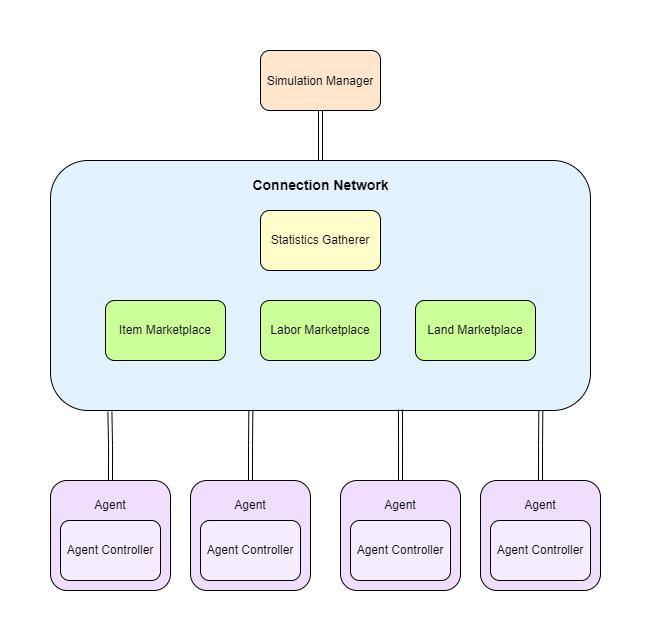 Simulation Manager
Connection Network
Statistics Gatherer
Item Marketplace
Labor Marketplace
Land Marketplace
Agent
Agent
Agent
Agent
Agent Controller
Agent Controller
Agent Controller
Agent Controller